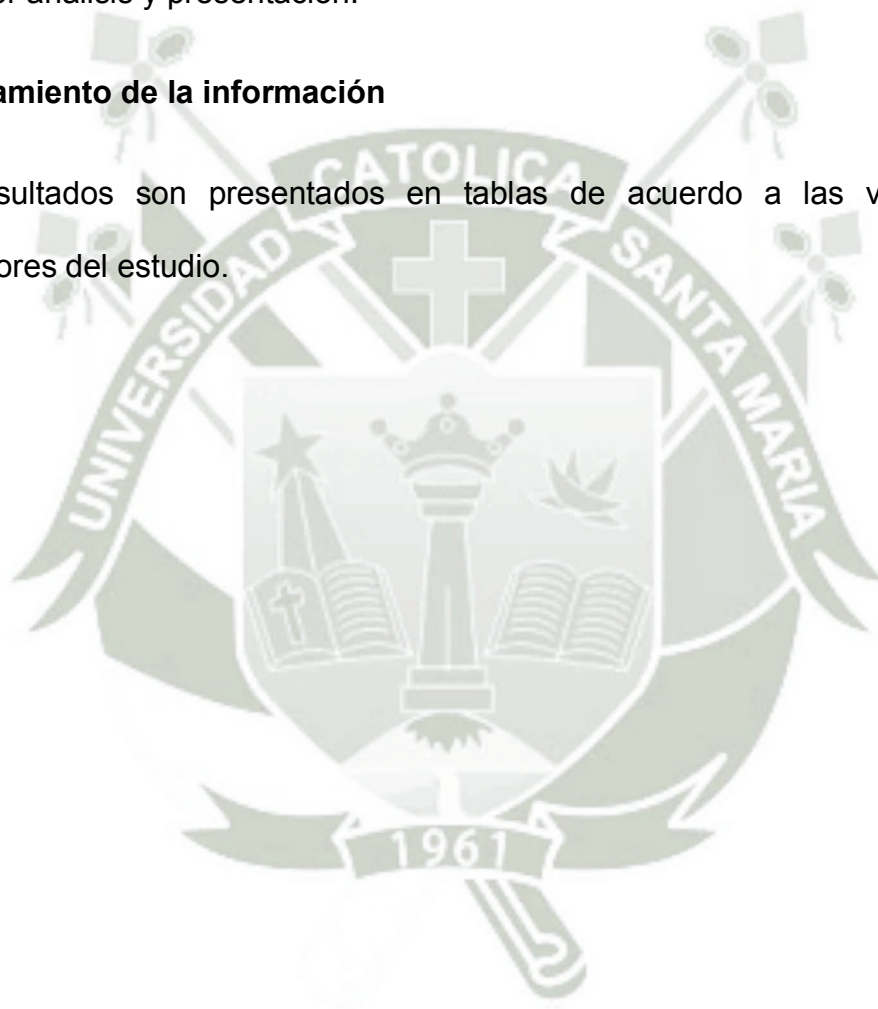 análisis y presentación.
amiento de la información
sultados son presentados en tablas de acuerdo a las v
ores del estudio.
UNIVERSIDAD CATOLICA SANTA MARIA
1961